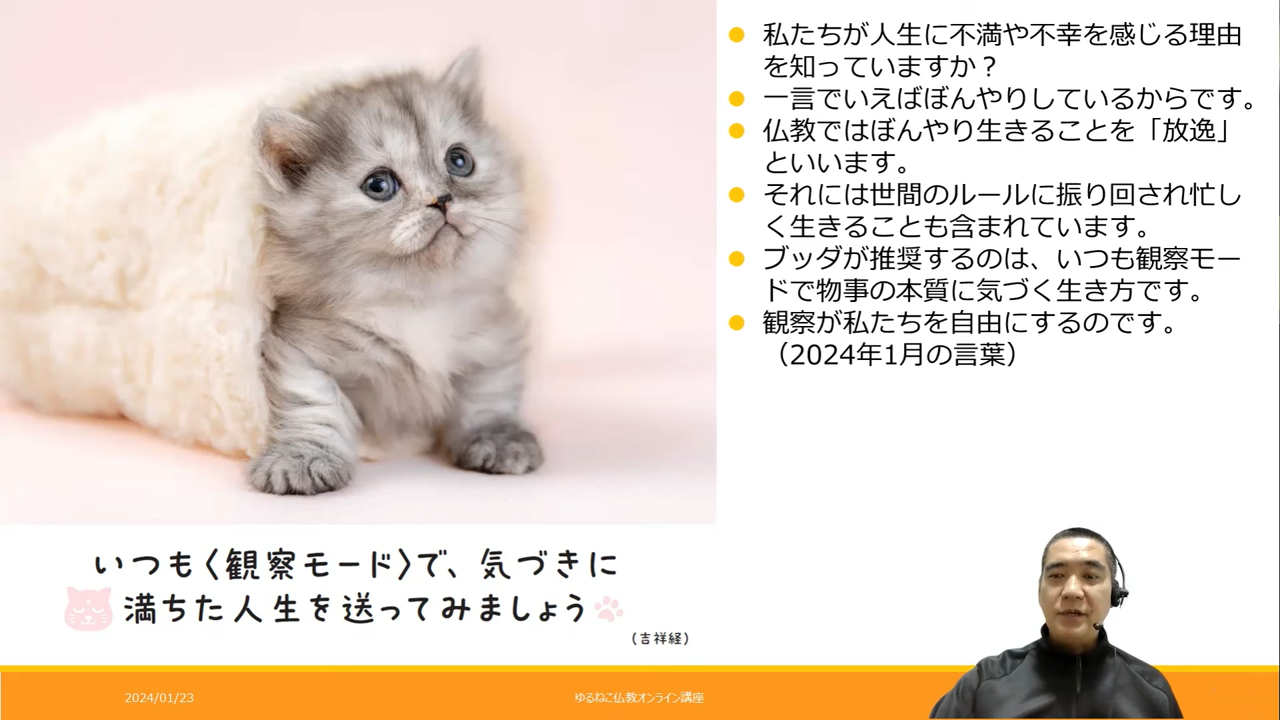 私たちが人生に不満や不幸を感じる理由
を知っていますか？
一言でいえばぼんやりしているからです。
仏教ではぼんやり生きることを「放逸」
といいます。
それには世間のルールに振り回され忙し
く生きることも含まれています。
ブッダが推奨するのは、いつも観察モー
ドで物事の本質に気づく生き方です。
観察が私たちを自由にするのです。
（2024年1月の言葉）
いつも〈観察モード〉で、気づきに
満ちた人生を送ってみましょう
（吉祥経）
2024/01/23
ゆるねこ仏教オンライン講座